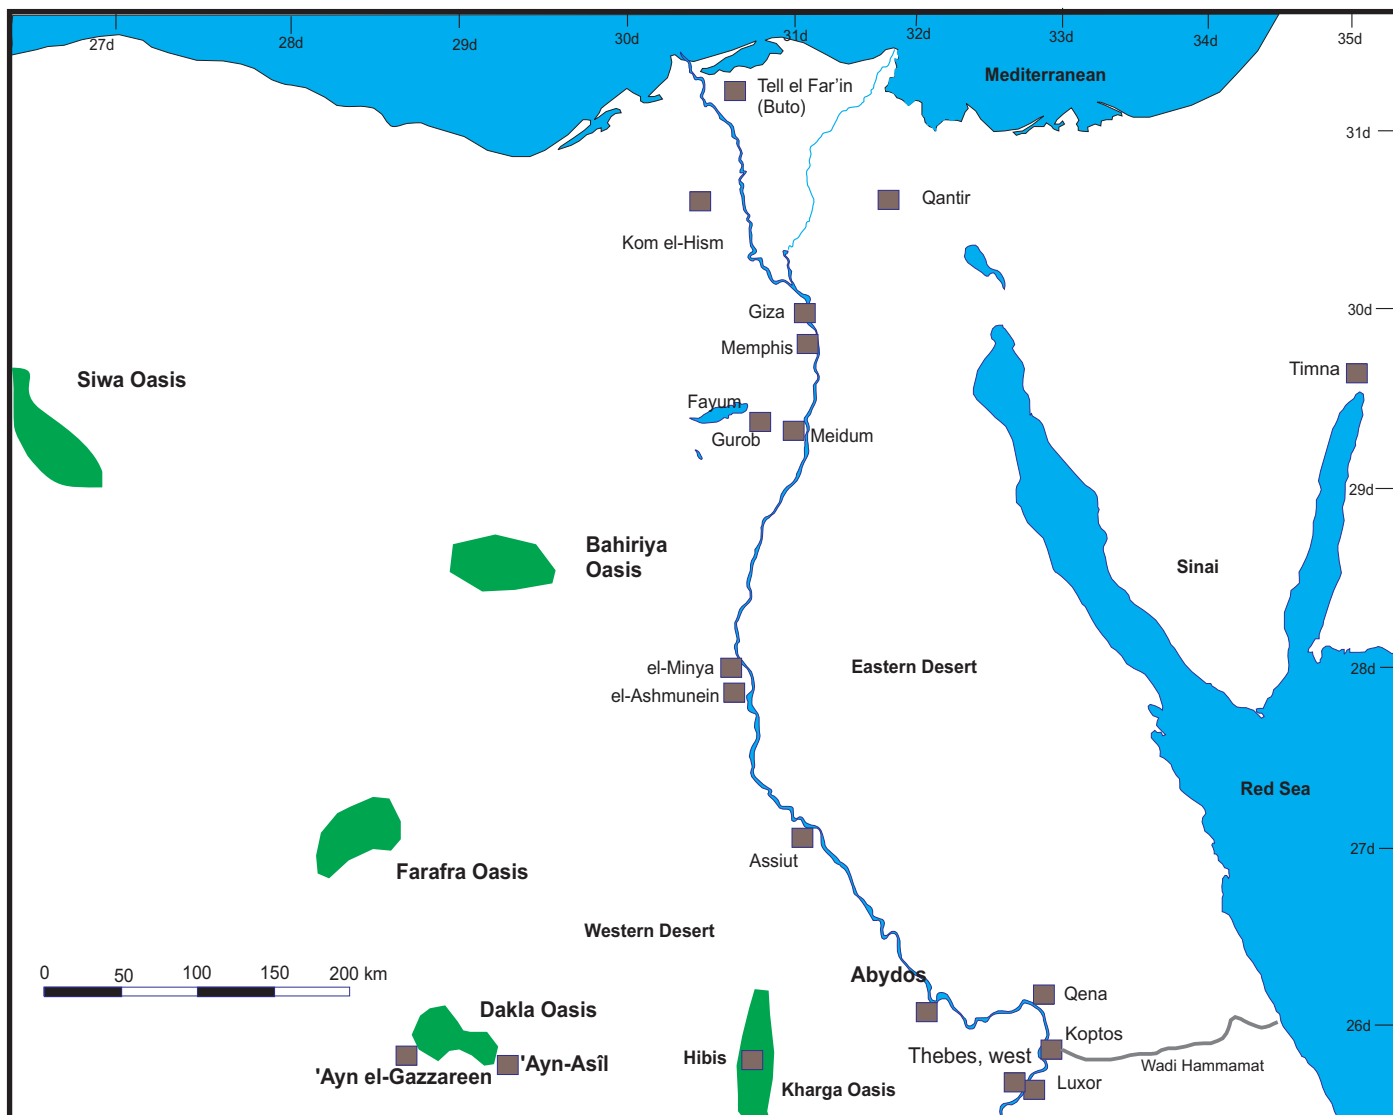 27d
28d
29d
30d
31d
32d
33d
34d
35d
Mediterranean
Tell el Far'in
(Buto)
31d
Qantir
Kom el-Hism
Giza
30d
Memphis
Timna
Siwa Oasis
Fayum
Gurob
Meidum
29d
Bahiriya
Oasis
Sinai
el-Minya
Eastern Desert
28d
el-Ashmunein
Red Sea
27d
Assiut
Farafra Oasis
Western Desert
0 50 100 150 200 km
Abydos
Qena
Dakla Oasis
26d
Koptos
Hibis
Thebes, west
'Ayn-Asîl
Wadi Hammamat
'Ayn el-Gazzareen
Kharga Oasis
Luxor